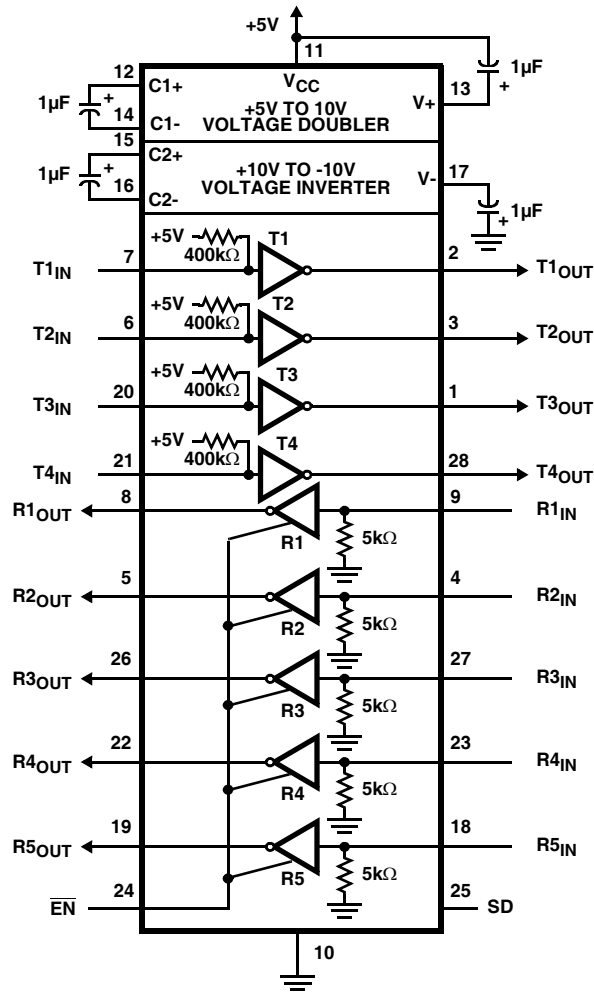 +5V
11
12
C1+
VCC
13
1µF
+
1µF
+
+5V TO 10V
VOLTAGE DOUBLER
V+
14
C1-
15
C2+
1µF
+
+10V TO -10V
VOLTAGE INVERTER
V-
17
16
C2-
+
1µF
+5V
400kΩ
T1
T1IN
7
2
T1OUT
+5V
400kΩ
T2
T2IN
6
3
T2OUT
+5V
400kΩ
T3
T3IN
20
1
T3OUT
+5V
400kΩ
T4
T4IN
21
28
T4OUT
R1OUT
8
R1
9
R1IN
5kΩ
R2OUT
5
R2
4
R2IN
5kΩ
R3OUT
26
R3
27
R3IN
5kΩ
R4OUT
22
R4
23
R4IN
5kΩ
R5OUT
19
R5
18
R5IN
5kΩ
EN
24
25
SD
10